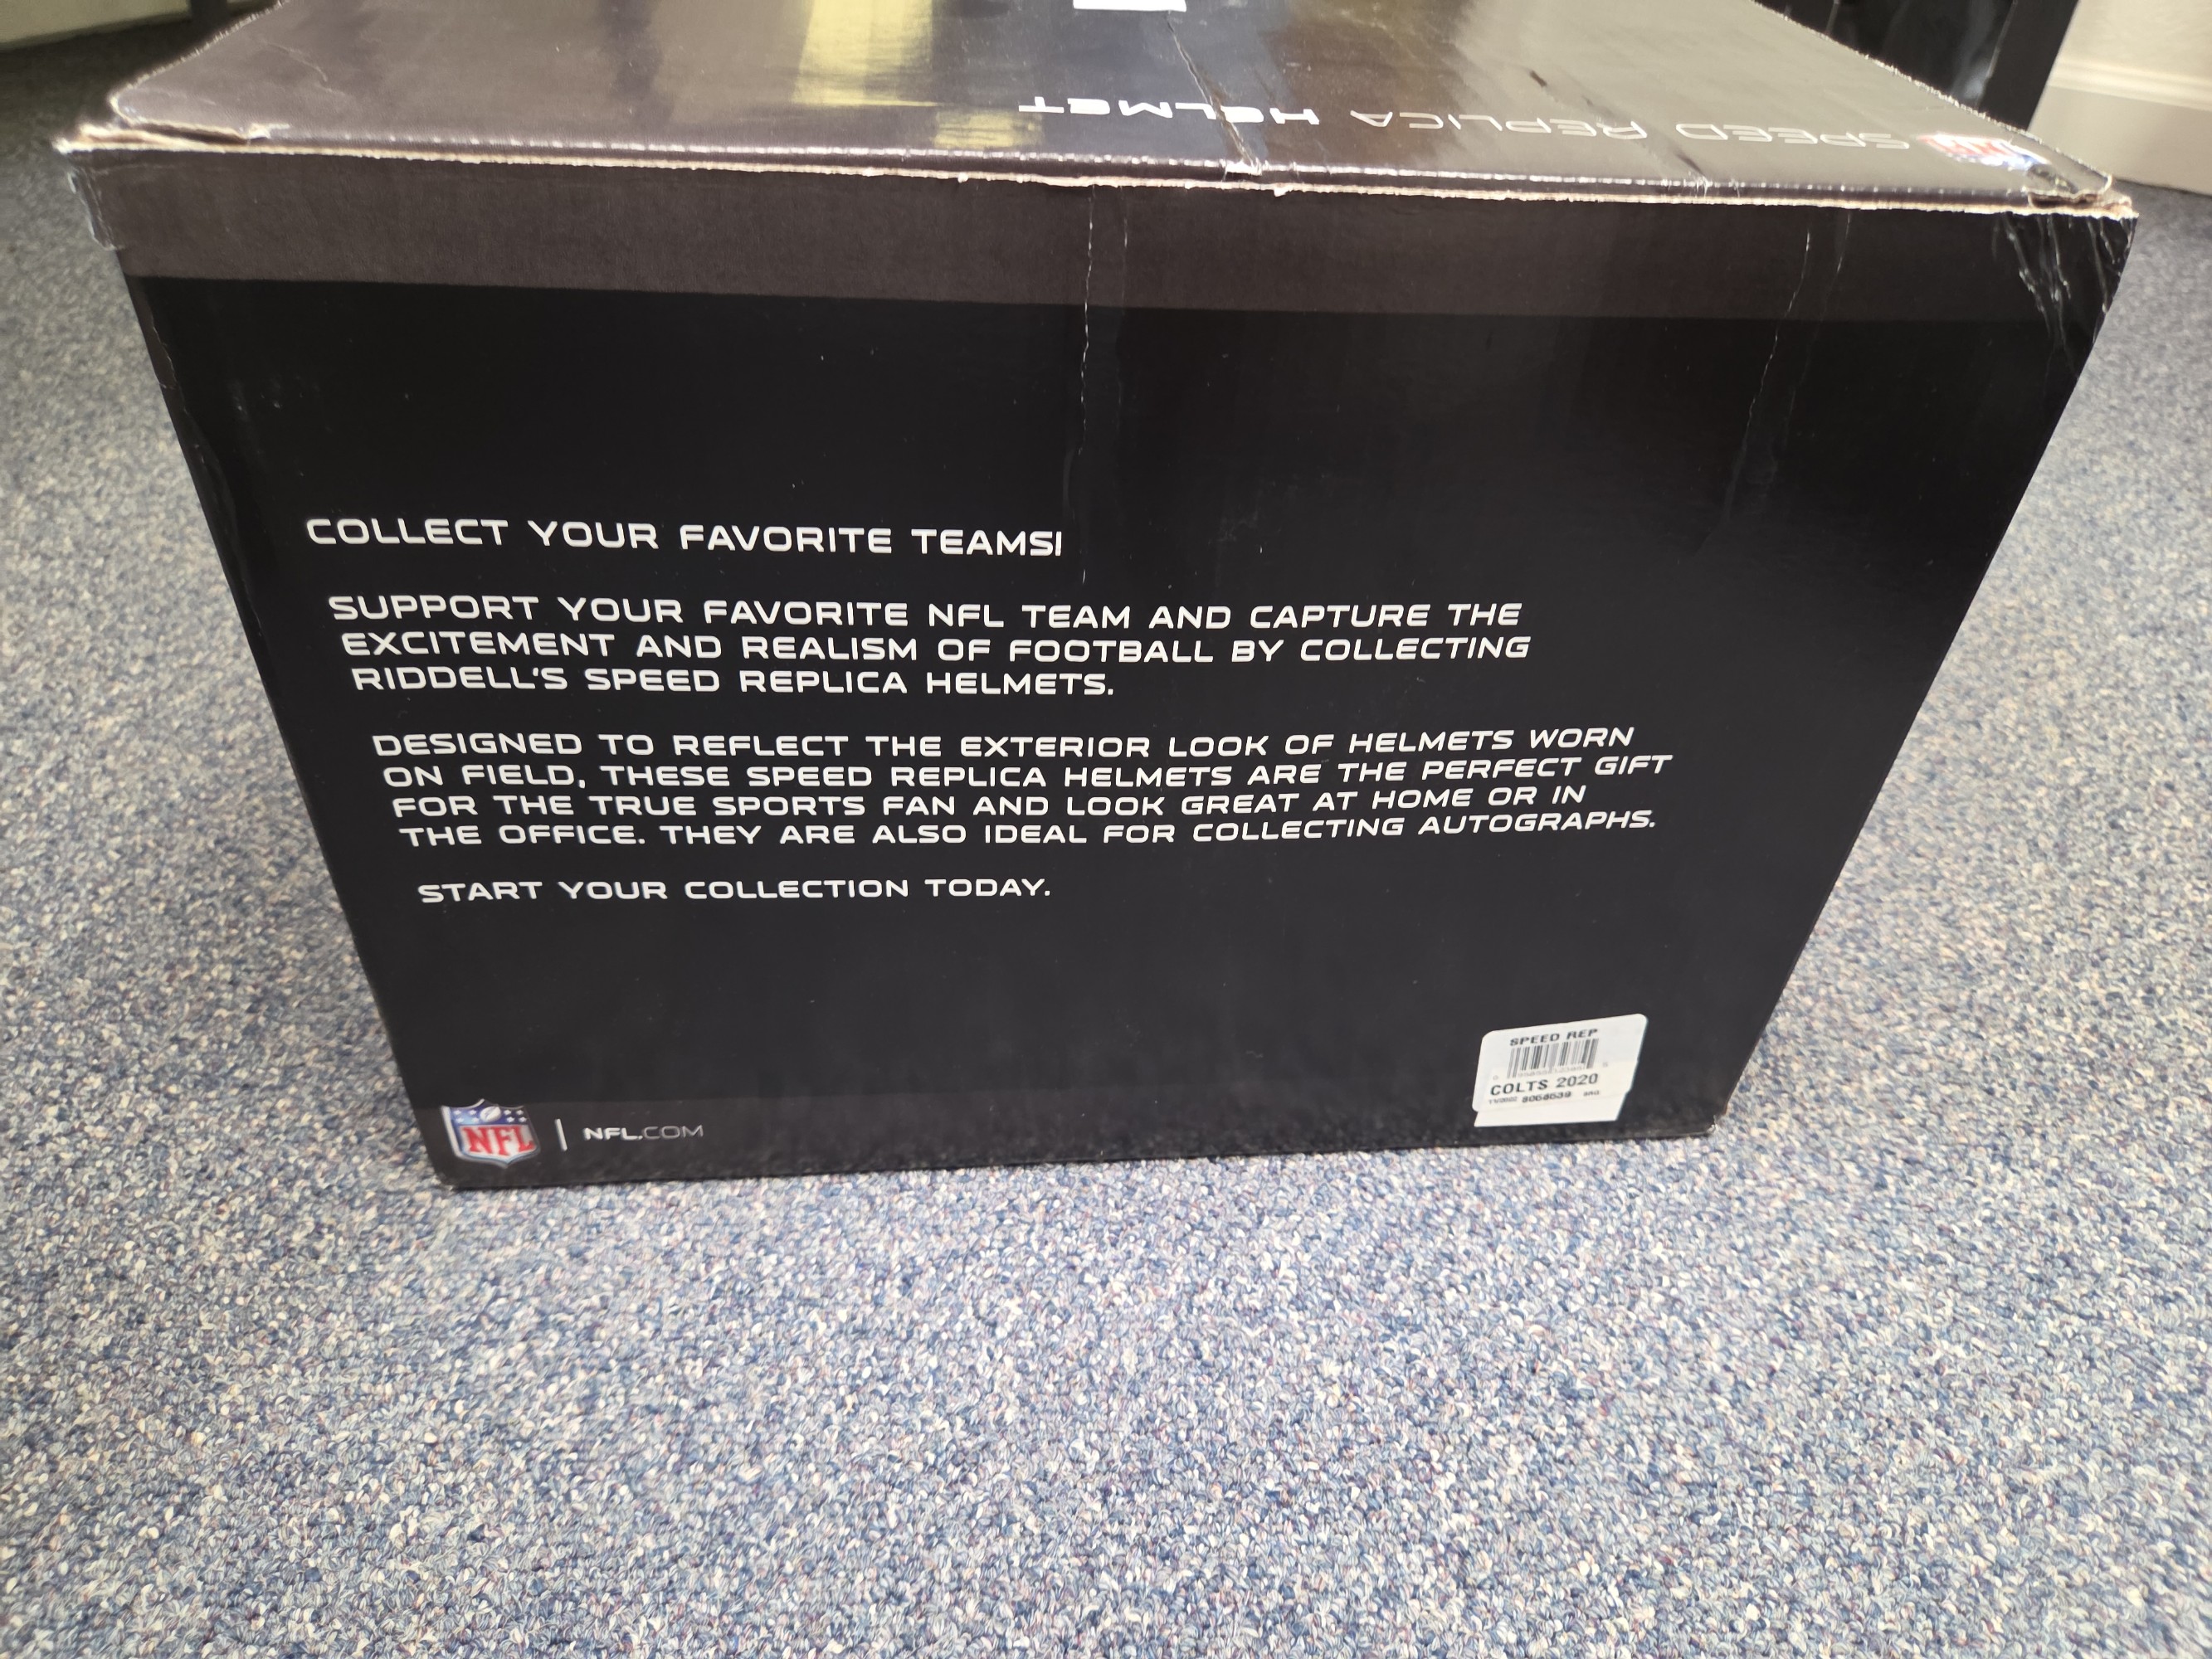 SPEED REPLICA HELMET
COLLECT YOUR FAVORITE TEAMS!
SUPPORT YOUR FAVORITE NFL TEAM AND CAPTURE THE
EXCITEMENT AND REALISM OF FOOTBALL BY COLLECTING
RIDDELL'S SPEED REPLICA HELMETS.
DESIGNED TO REFLECT THE EXTERIOR LOOK OF HELMETS WORN
ON FIELD, THESE SPEED REPLICA HELMETS ARE THE PERFECT GIFT
FOR THE TRUE SPORTS FAN AND LOOK GREAT AT HOME OR IN
THE OFFICE. THEY ARE ALSO IDEAL FOR COLLECTING AUTOGRAPHS.
START YOUR COLLECTION TODAY.
SPEED REP
COLTS 2020
NFL | NFL.COM